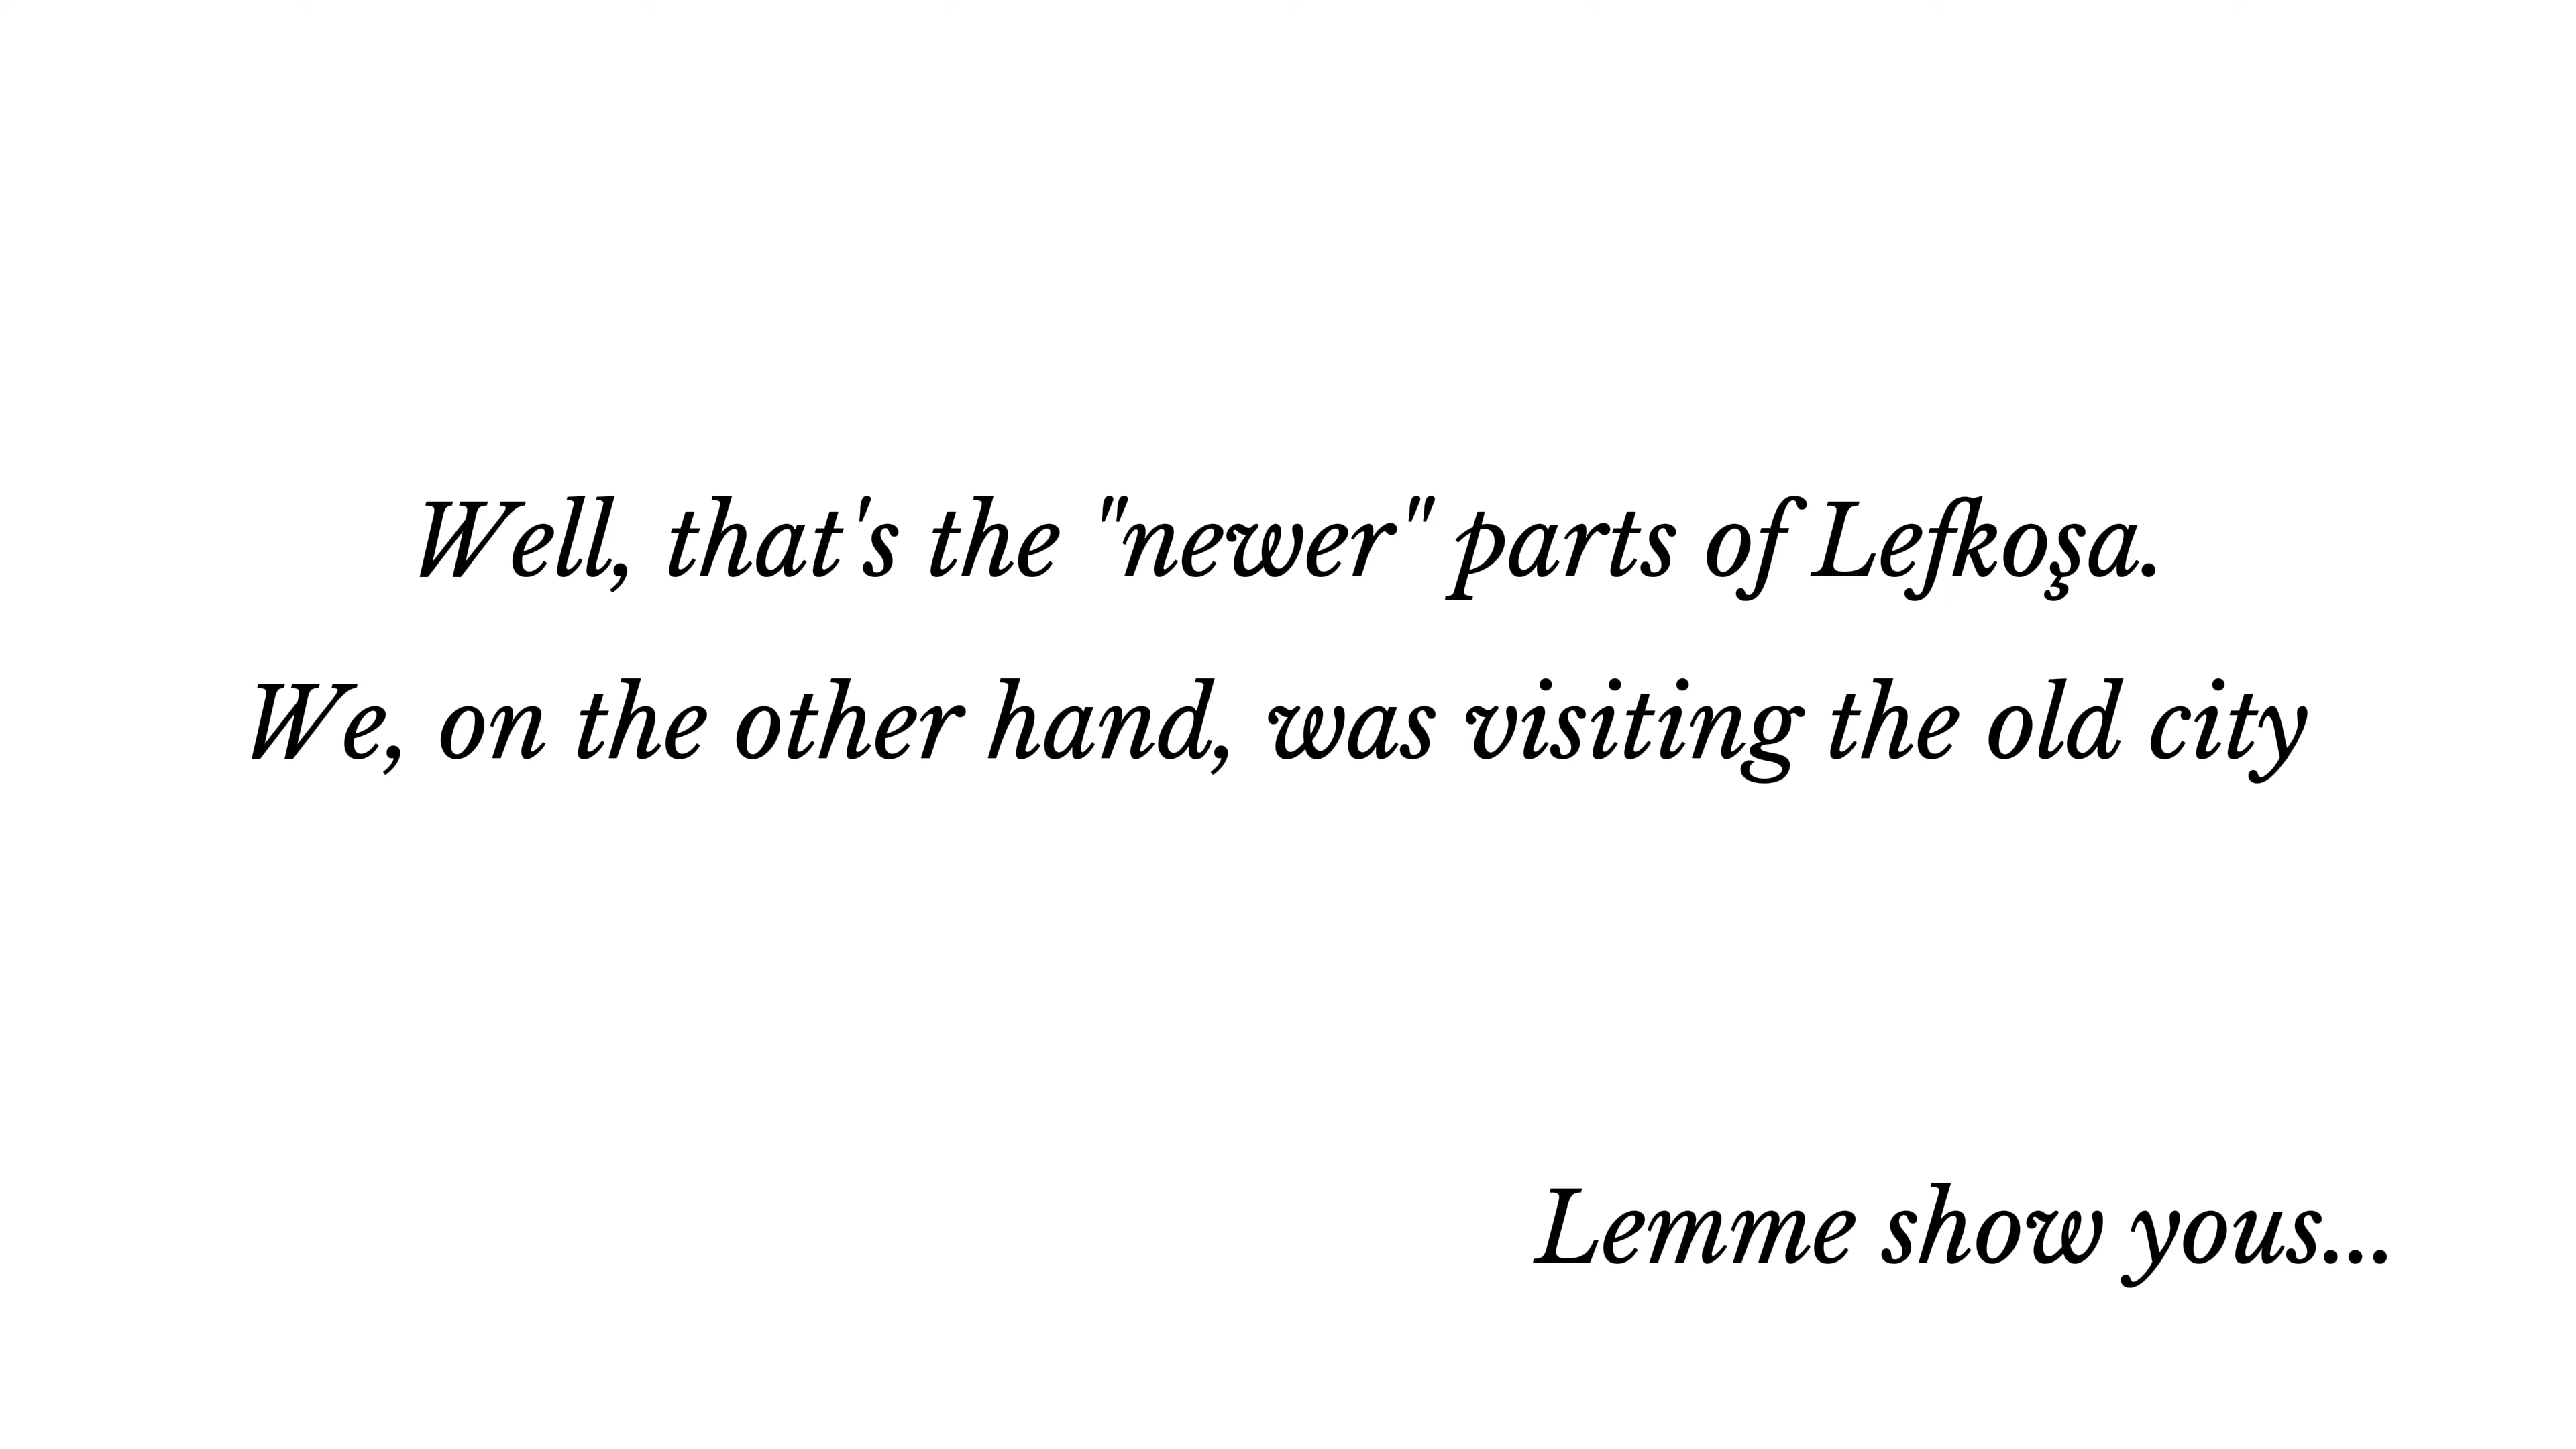 Well, that's the "newer" parts of Lefkoşa.
We, on the other hand, was visiting the old city
Lemme show yous...